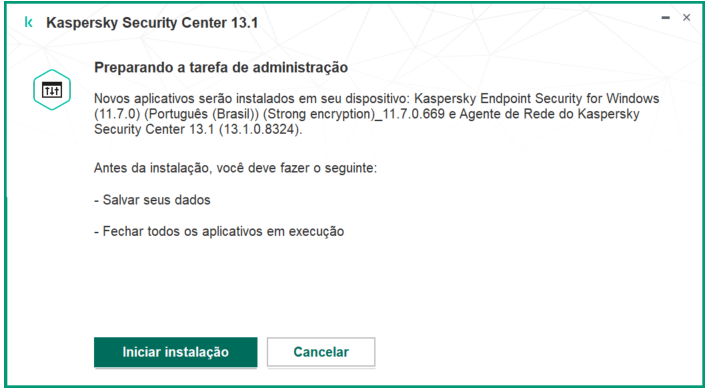 Kaspersky Security Center 13.1
Preparando a tarefa de administração
Novos aplicativos serão instalados em seu dispositivo: Kaspersky Endpoint Security for Windows
(11.7.0) (Português (Brasil)) (Strong encryption)_11.7.0.669 e Agente de Rede do Kaspersky
Security Center 13.1 (13.1.0.8324).
Antes da instalação, você deve fazer o seguinte:
- Salvar seus dados
- Fechar todos os aplicativos em execução
Iniciar instalação
Cancelar